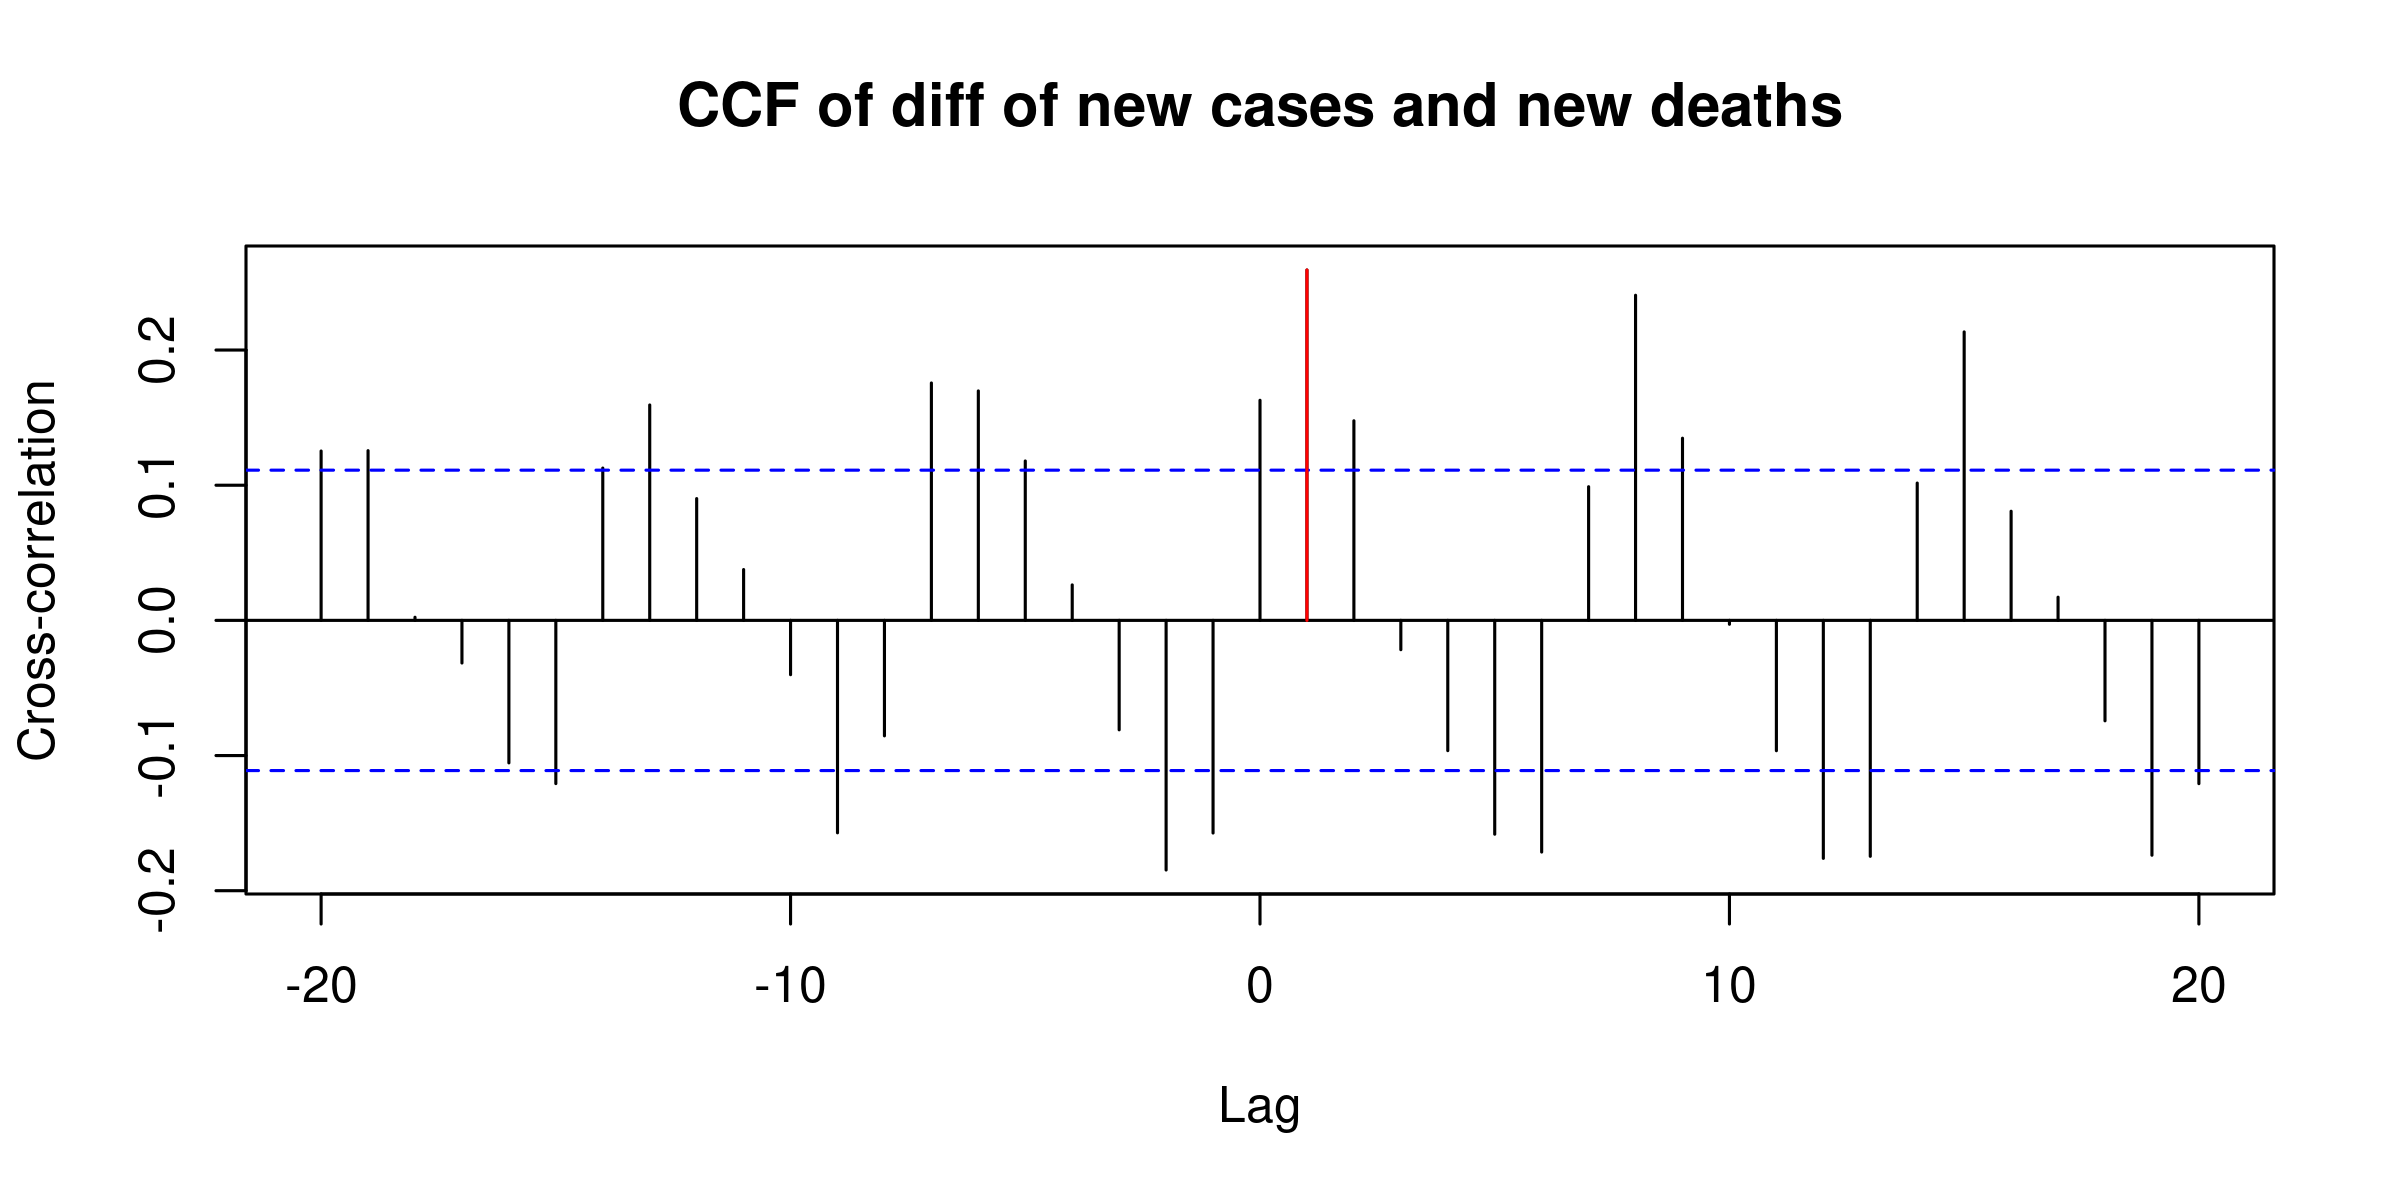 CCF of diff of new cases and new deaths
Cross-correlation
0.2
0.1
0.0
-0.1
-0.2
-20 -10 0 10 20
Lag